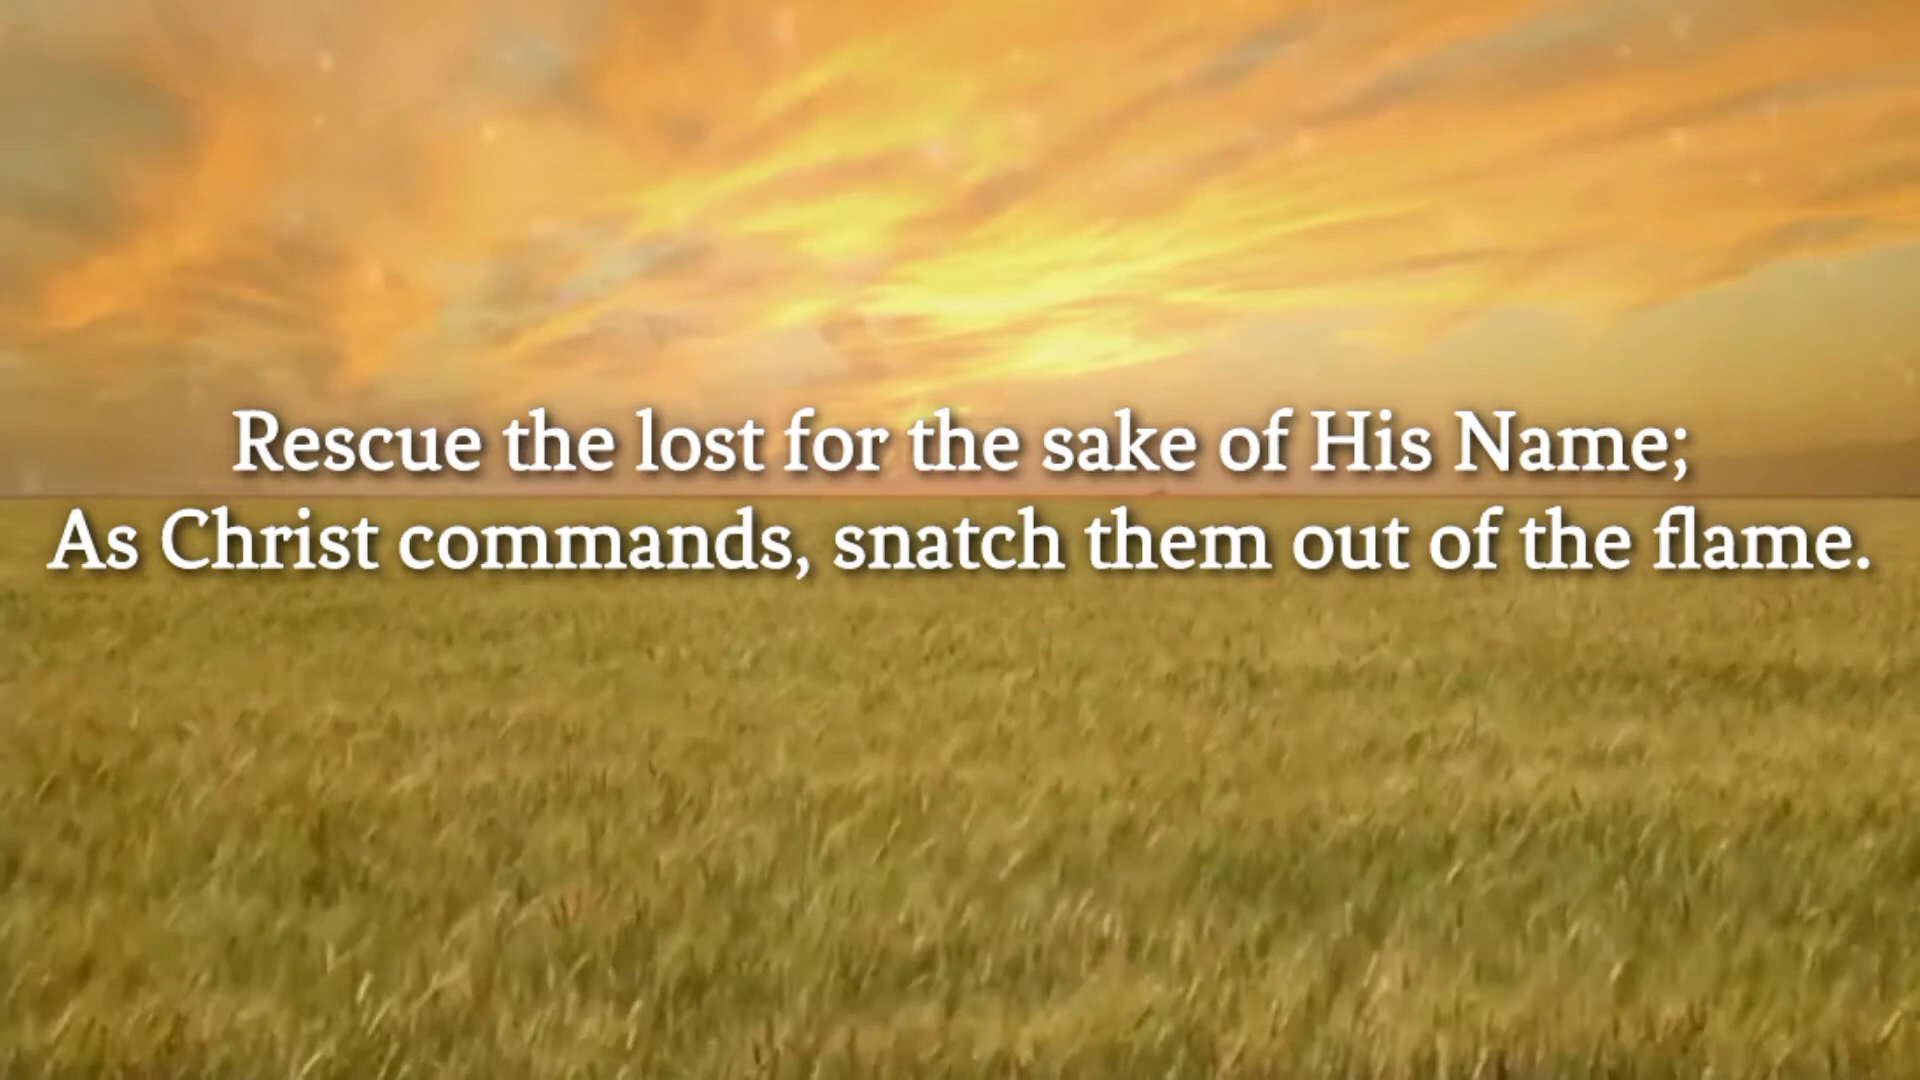 Rescue the lost for the sake of His Name;
As Christ commands, snatch them out of the flame.